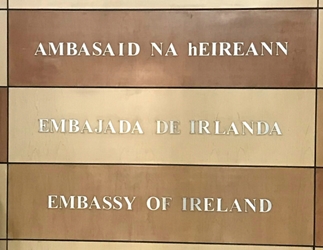 AMBASAID NA hEIREANN
EMBAJADA DE IRLANDA
EMBASSY OF IRELAND